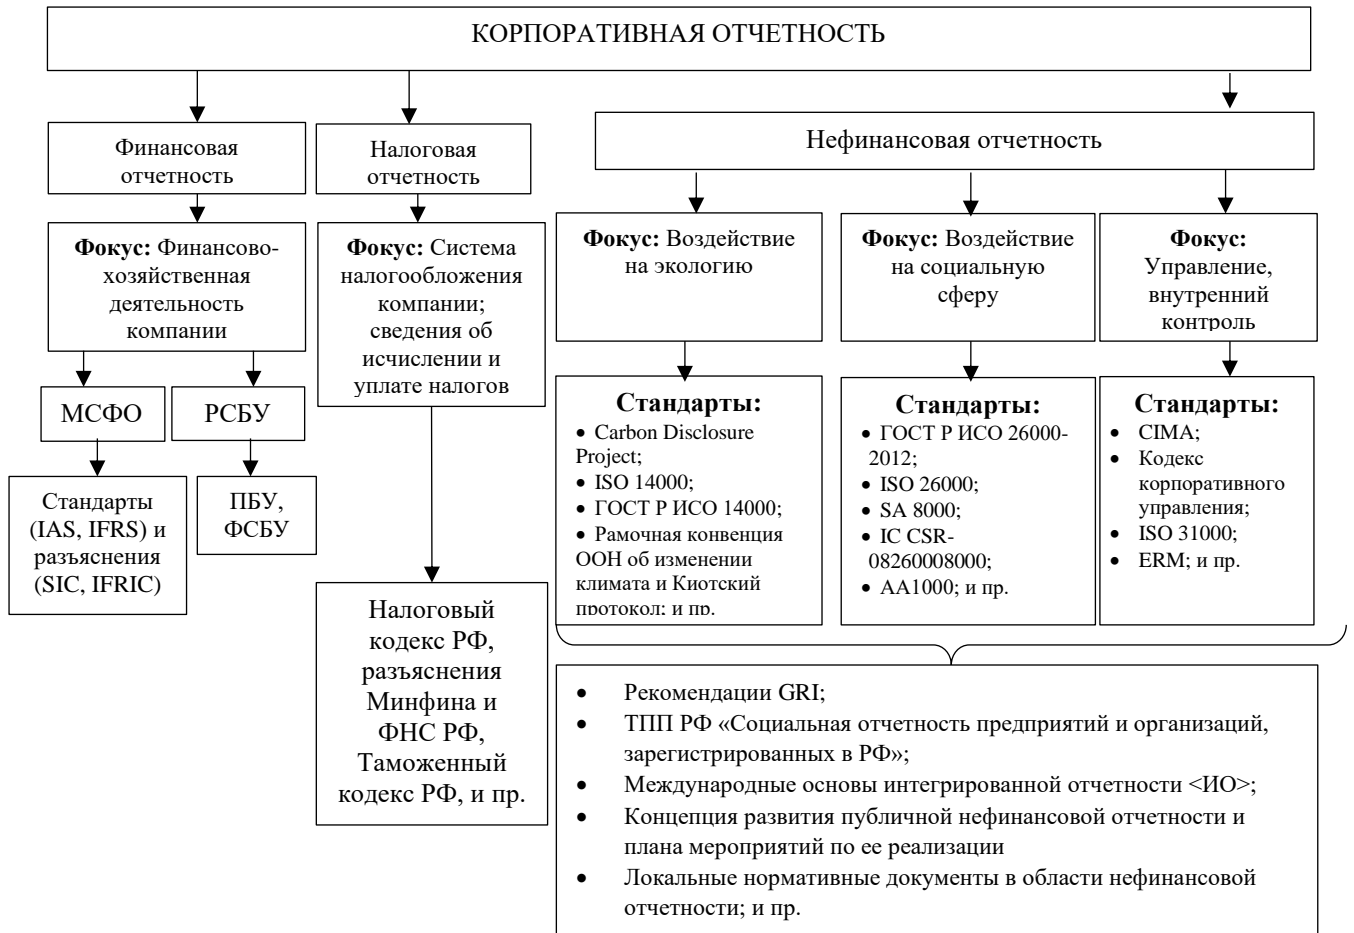 КОРПОРАТИВНАЯ ОТЧЕТНОСТЬ
Финансовая
отчетность
Налоговая
отчетность
Нефинансовая отчетность
Фокус: Финансово-
хозяйственная
деятельность
компании
Фокус: Система
налогообложения
компании;
сведения об
исчислении и
уплате налогов
Фокус: Воздействие
на экологию
Фокус: Воздействие
на социальную
сферу
Фокус:
Управление,
внутренний
контроль
МСФО
РСБУ
Стандарты
(IAS, IFRS) и
разъяснения
(SIC, IFRIC)
ПБУ,
ФСБУ
Налоговый
кодекс РФ,
разъяснения
Минфина и
ФНС РФ,
Таможенный
кодекс РФ, и пр.
Стандарты:
• Carbon Disclosure
Project;
• ISO 14000;
• ГОСТ Р ИСО 14000;
• Рамочная конвенция
ООН об изменении
климата и Киотский
протокол; и пр.
Стандарты:
• ГОСТ Р ИСО 26000-
2012;
• ISO 26000;
• SA 8000;
• IC CSR-
08260008000;
• AA1000; и пр.
Стандарты:
• CIMA;
• Кодекс
корпоративного
управления;
• ISO 31000;
• ERM; и пр.
• Рекомендации GRI;
• ТПП РФ «Социальная отчетность предприятий и организаций,
зарегистрированных в РФ»;
• Международные основы интегрированной отчетности <ИО>;
• Концепция развития публичной нефинансовой отчетности и
плана мероприятий по ее реализации
• Локальные нормативные документы в области нефинансовой
отчетности; и пр.